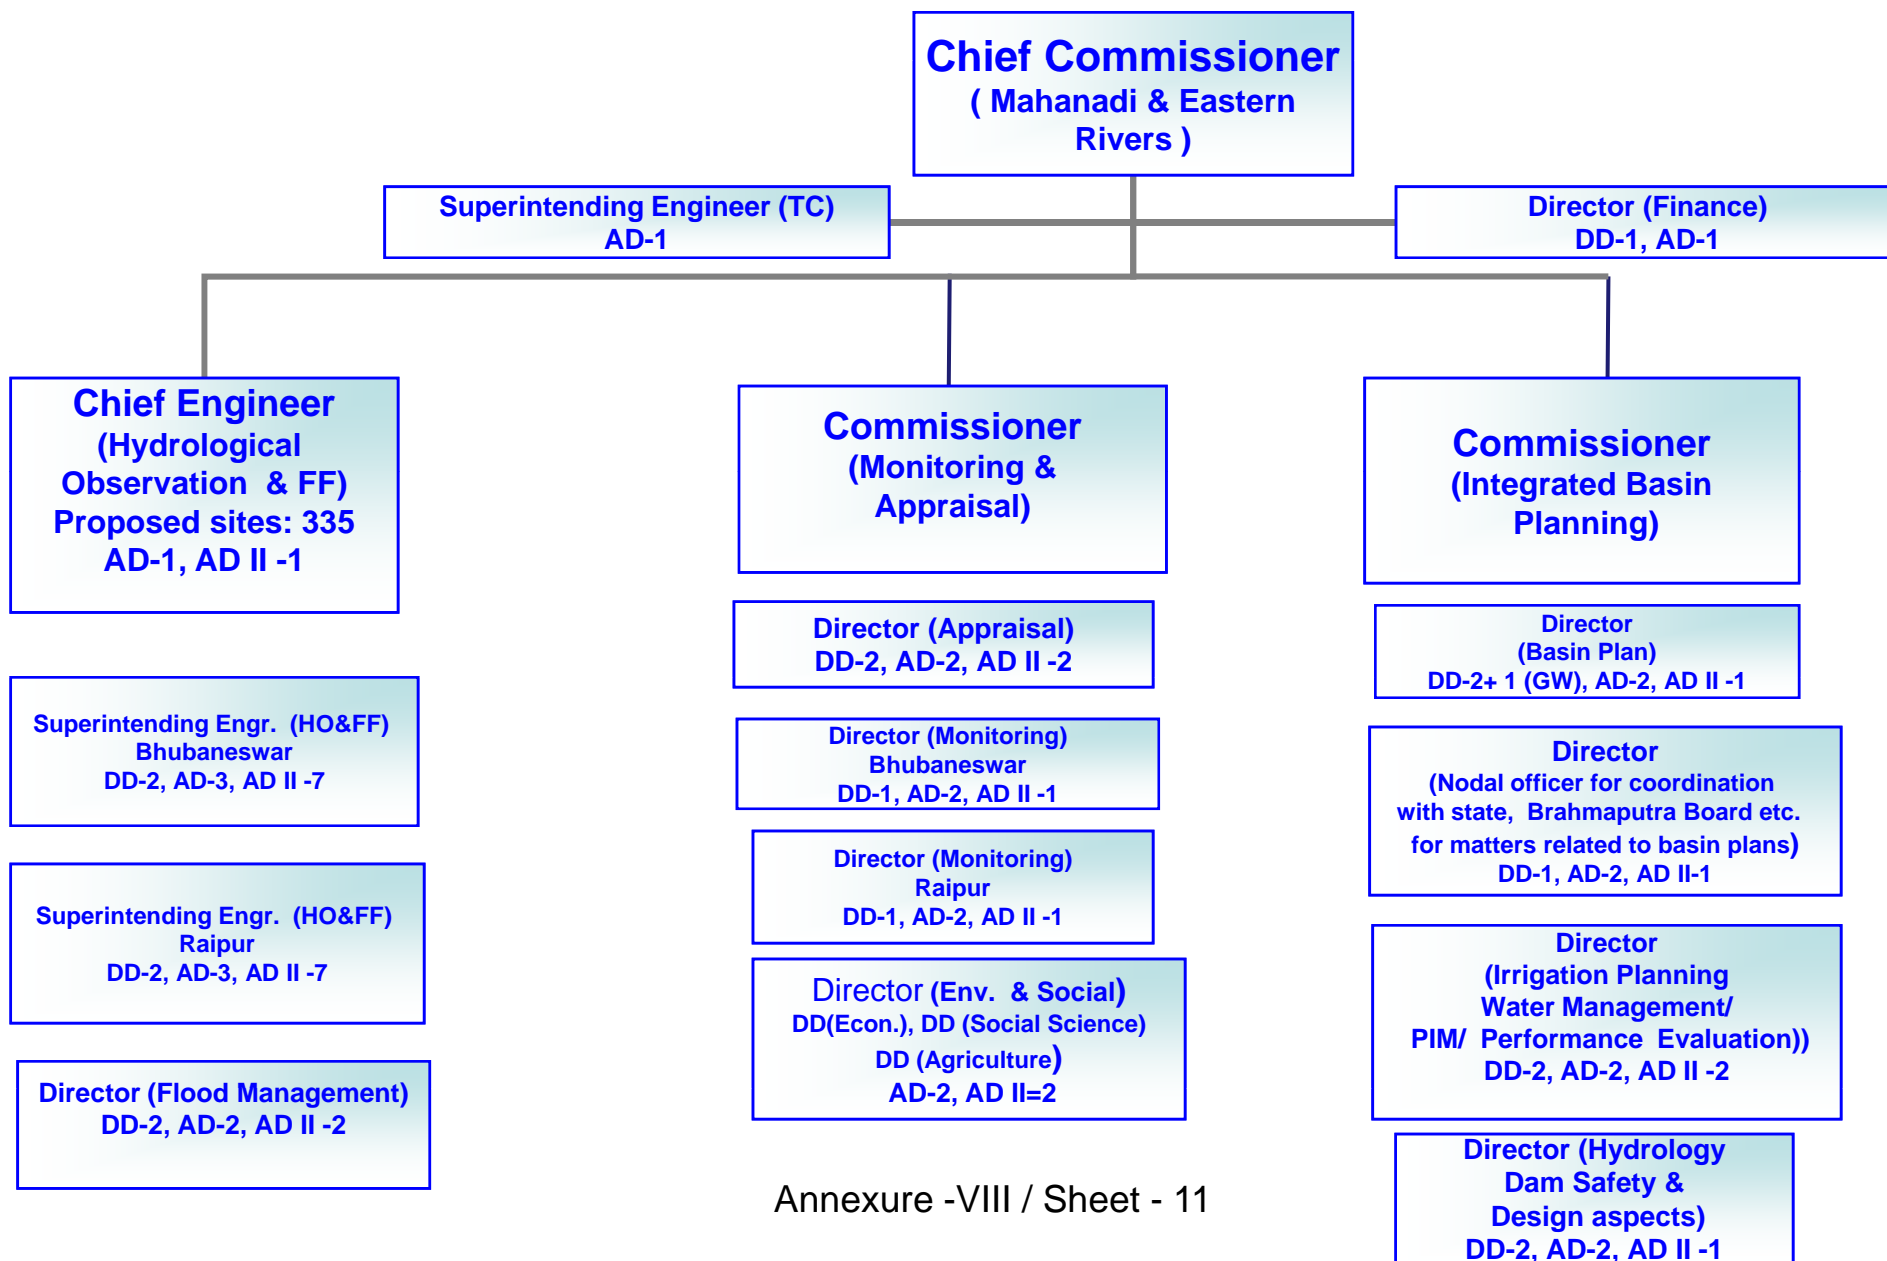 Chief Commissioner
( Mahanadi & Eastern
Rivers )
Superintending Engineer (TC)
AD-1
Director (Finance)
DD-1, AD-1
Chief Engineer
(Hydrological
Observation & FF)
Proposed sites: 335
AD-1, AD II -1
Superintending Engr. (HO&FF)
Bhubaneswar
DD-2, AD-3, AD II -7
Superintending Engr. (HO&FF)
Raipur
DD-2, AD-3, AD II -7
Director (Flood Management)
DD-2, AD-2, AD II -2
Commissioner
(Monitoring &
Appraisal)
Director (Appraisal)
DD-2, AD-2, AD II -2
Director (Monitoring)
Bhubaneswar
DD-1, AD-2, AD II -1
Director (Monitoring)
Raipur
DD-1, AD-2, AD II -1
Director (Env. & Social)
DD(Econ.), DD (Social Science)
DD (Agriculture)
AD-2, AD II=2
Commissioner
(Integrated Basin
Planning)
Director
(Basin Plan)
DD-2+ 1 (GW), AD-2, AD II -1
Director
(Nodal officer for coordination
with state, Brahmaputra Board etc.
for matters related to basin plans)
DD-1, AD-2, AD II-1
Director
(Irrigation Planning
Water Management/
PIM/ Performance Evaluation))
DD-2, AD-2, AD II -2
Director (Hydrology
Dam Safety &
Design aspects)
DD-2, AD-2, AD II -1
Annexure -VIII / Sheet - 11